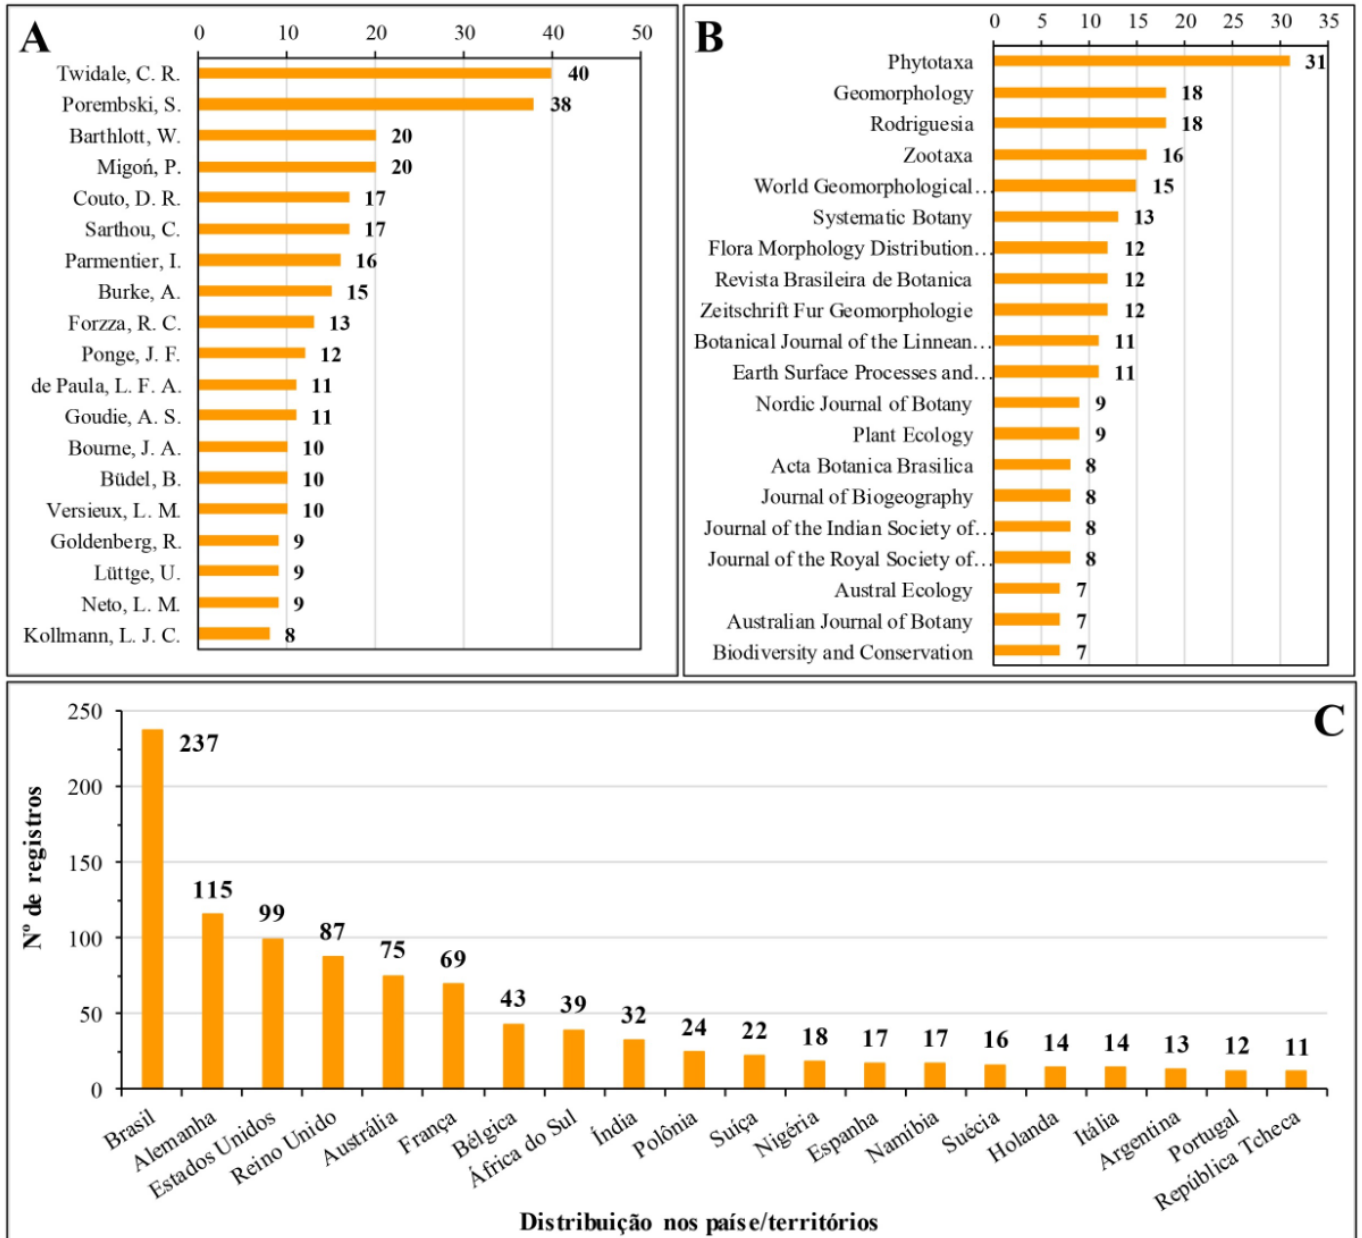 A
0 10 20 30 40 50
Twidale, C. R. 40
Porembski, S. 38
Barthlott, W. 20
Migoń, P. 20
Couto, D. R. 17
Sarthou, C. 17
Parmentier, I. 16
Burke, A. 15
Forzza, R. C. 13
Ponge, J. F. 12
de Paula, L. F. A. 11
Goudie, A. S. 11
Bourne, J. A. 10
Büdel, B. 10
Versieux, L. M. 10
Goldenberg, R. 9
Lüttge, U. 9
Neto, L. M. 9
Kollmann, L. J. C. 8
B
0 5 10 15 20 25 30 35
Phytotaxa 31
Geomorphology 18
Rodriguesia 18
Zootaxa 16
World Geomorphological… 15
Systematic Botany 13
Flora Morphology Distribution… 12
Revista Brasileira de Botanica 12
Zeitschrift Fur Geomorphologie 12
Botanical Journal of the Linnean… 11
Earth Surface Processes and… 11
Nordic Journal of Botany 9
Plant Ecology 9
Acta Botanica Brasilica 8
Journal of Biogeography 8
Journal of the Indian Society of… 8
Journal of the Royal Society of… 8
Austral Ecology 7
Australian Journal of Botany 7
Biodiversity and Conservation 7
C
Nº de registros
250
200
150
100
50
0
237 115 99 87 75 69 43 39 32 24 22 18 17 17 16 14 14 13 12 11
Brasil
Alemanha
Estados Unidos
Reino Unido
Austrália
França
Bélgica
África do Sul
Índia
Polônia
Suíça
Nigéria
Espanha
Namíbia
Suécia
Holanda
Itália
Argentina
Portugal
República Tcheca
Distribuição nos países/territórios